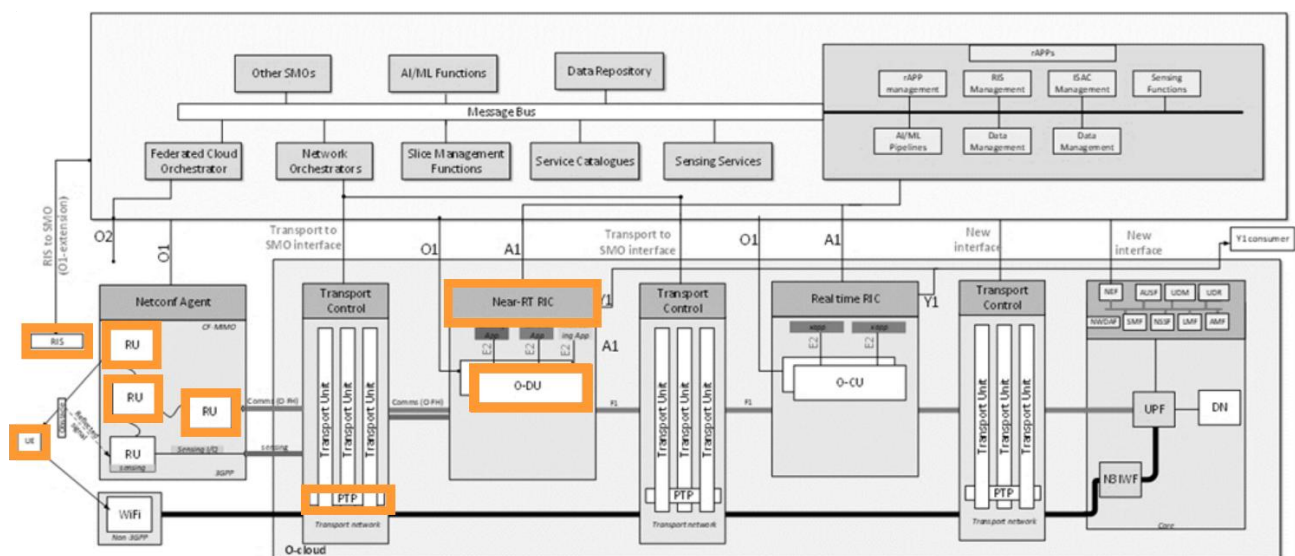 rAPPs
Other SMOs
AI/ML Functions
Data Repository
rAPP
management
RIS
Management
ISAC
Management
Sensing
Functions
Message Bus
AI/ML
Pipelines
Data
Management
Data
Management
Federated Cloud
Orchestrator
Network
Orchestrators
Slice Management
Functions
Service Catalogues
Sensing Services
RIS to SMO
(O1-extension)
O2
O1
Transport to
SMO interface
O1
A1
Transport to
SMO interface
O1
A1
New
interface
New
interface
Y1 consumer
Netconf Agent
CF-MIMO
RIS
RU
RU
RU
RU
sensing
Sensing I/Q
3GPP
UE
Reflected
signal
WiFi
Non 3GPP
Comms (O FH)
sensing
Transport
Control
Transport Unit
Transport Unit
Transport Unit
PTP
Transport network
O-cloud
Comms (O FH)
Near-RT RIC
Y1
App
App
ing App
E2
E2
E2
A1
O-DU
F1
Transport
Control
Transport Unit
Transport Unit
Transport Unit
PTP
Transport network
F1
Real time RIC
Y1
xapp
xapp
E2
E2
O-CU
Transport
Control
Transport Unit
Transport Unit
Transport Unit
PTP
Transport network
NEF
AUSF
UDM
UDR
NWDAF
SMF
NSSF
LMF
AMF
UPF
DN
N3IWF
Core